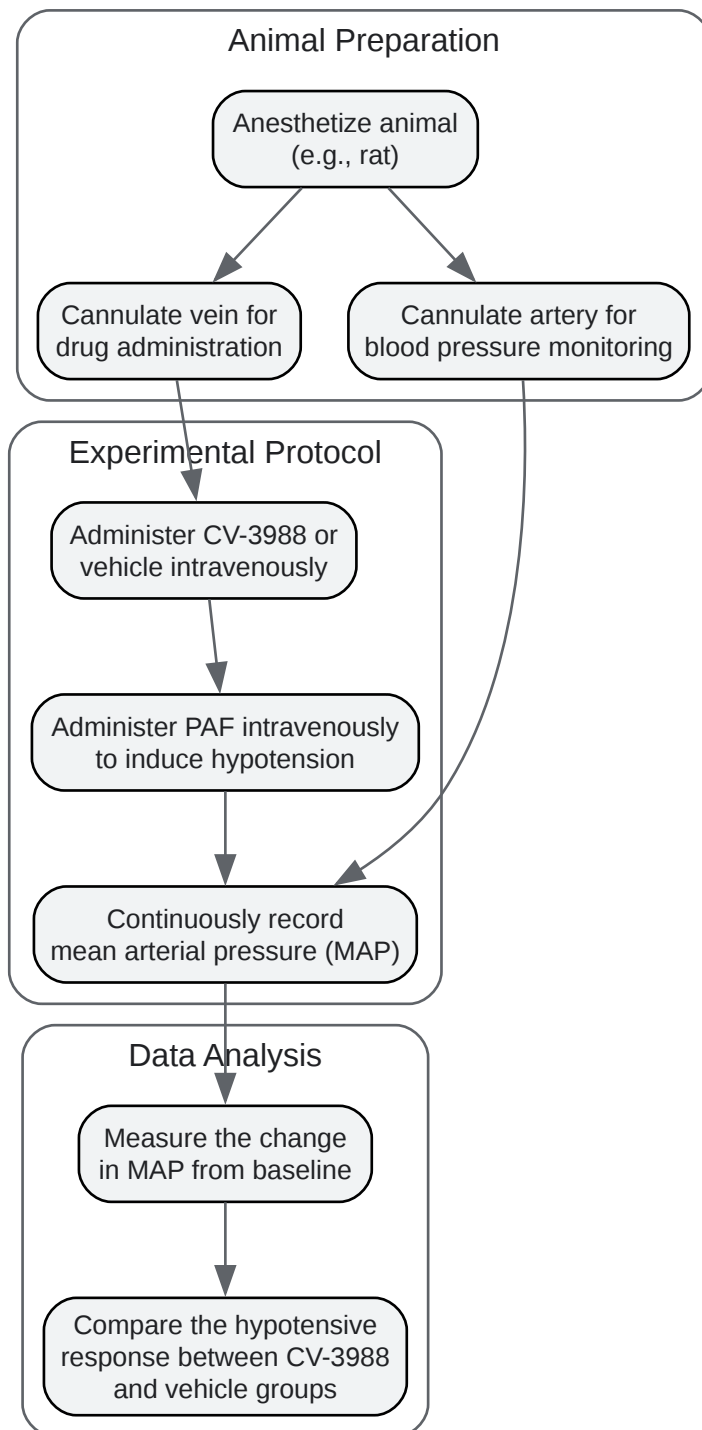 Animal Preparation
Anesthetize animal
(e.g., rat)
Cannulate vein for
drug administration
Cannulate artery for
blood pressure monitoring
Experimental Protocol
Administer CV-3988 or
vehicle intravenously
Administer PAF intravenously
to induce hypotension
Continuously record
mean arterial pressure (MAP)
Data Analysis
Measure the change
in MAP from baseline
Compare the hypotensive
response between CV-3988
and vehicle groups